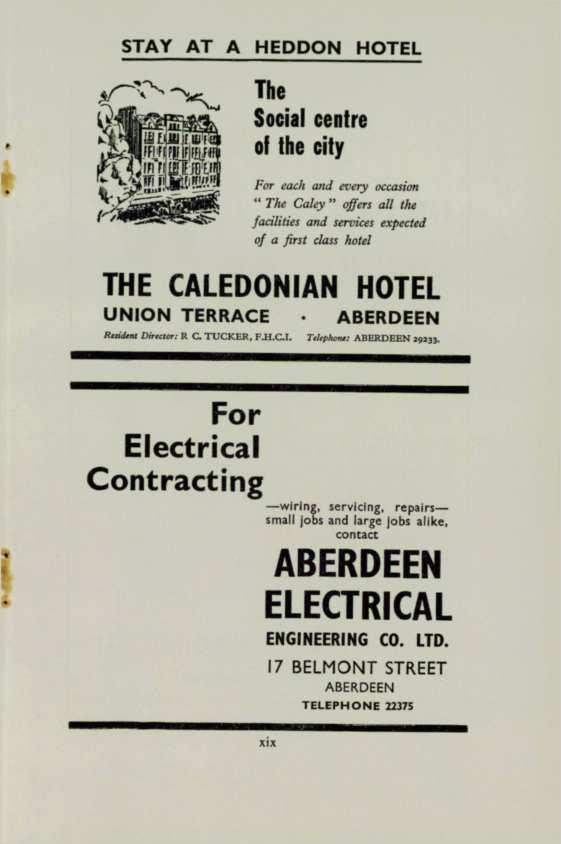 STAY AT A HEDDON HOTEL
The
Social centre
of the city
For each and every occasion
“ The Caley ” offers all the
facilities and services expected
of a first class hotel
THE CALEDONIAN HOTEL
UNION TERRACE · ABERDEEN
Resident Director: R C. TUCKER, F.H.C.I. Telephone: ABERDEEN 29233.
For
Electrical
Contracting
—wiring, servicing, repairs—
small jobs and large jobs alike,
contact
ABERDEEN
ELECTRICAL
ENGINEERING CO. LTD.
17 BELMONT STREET
ABERDEEN
TELEPHONE 22375
xix